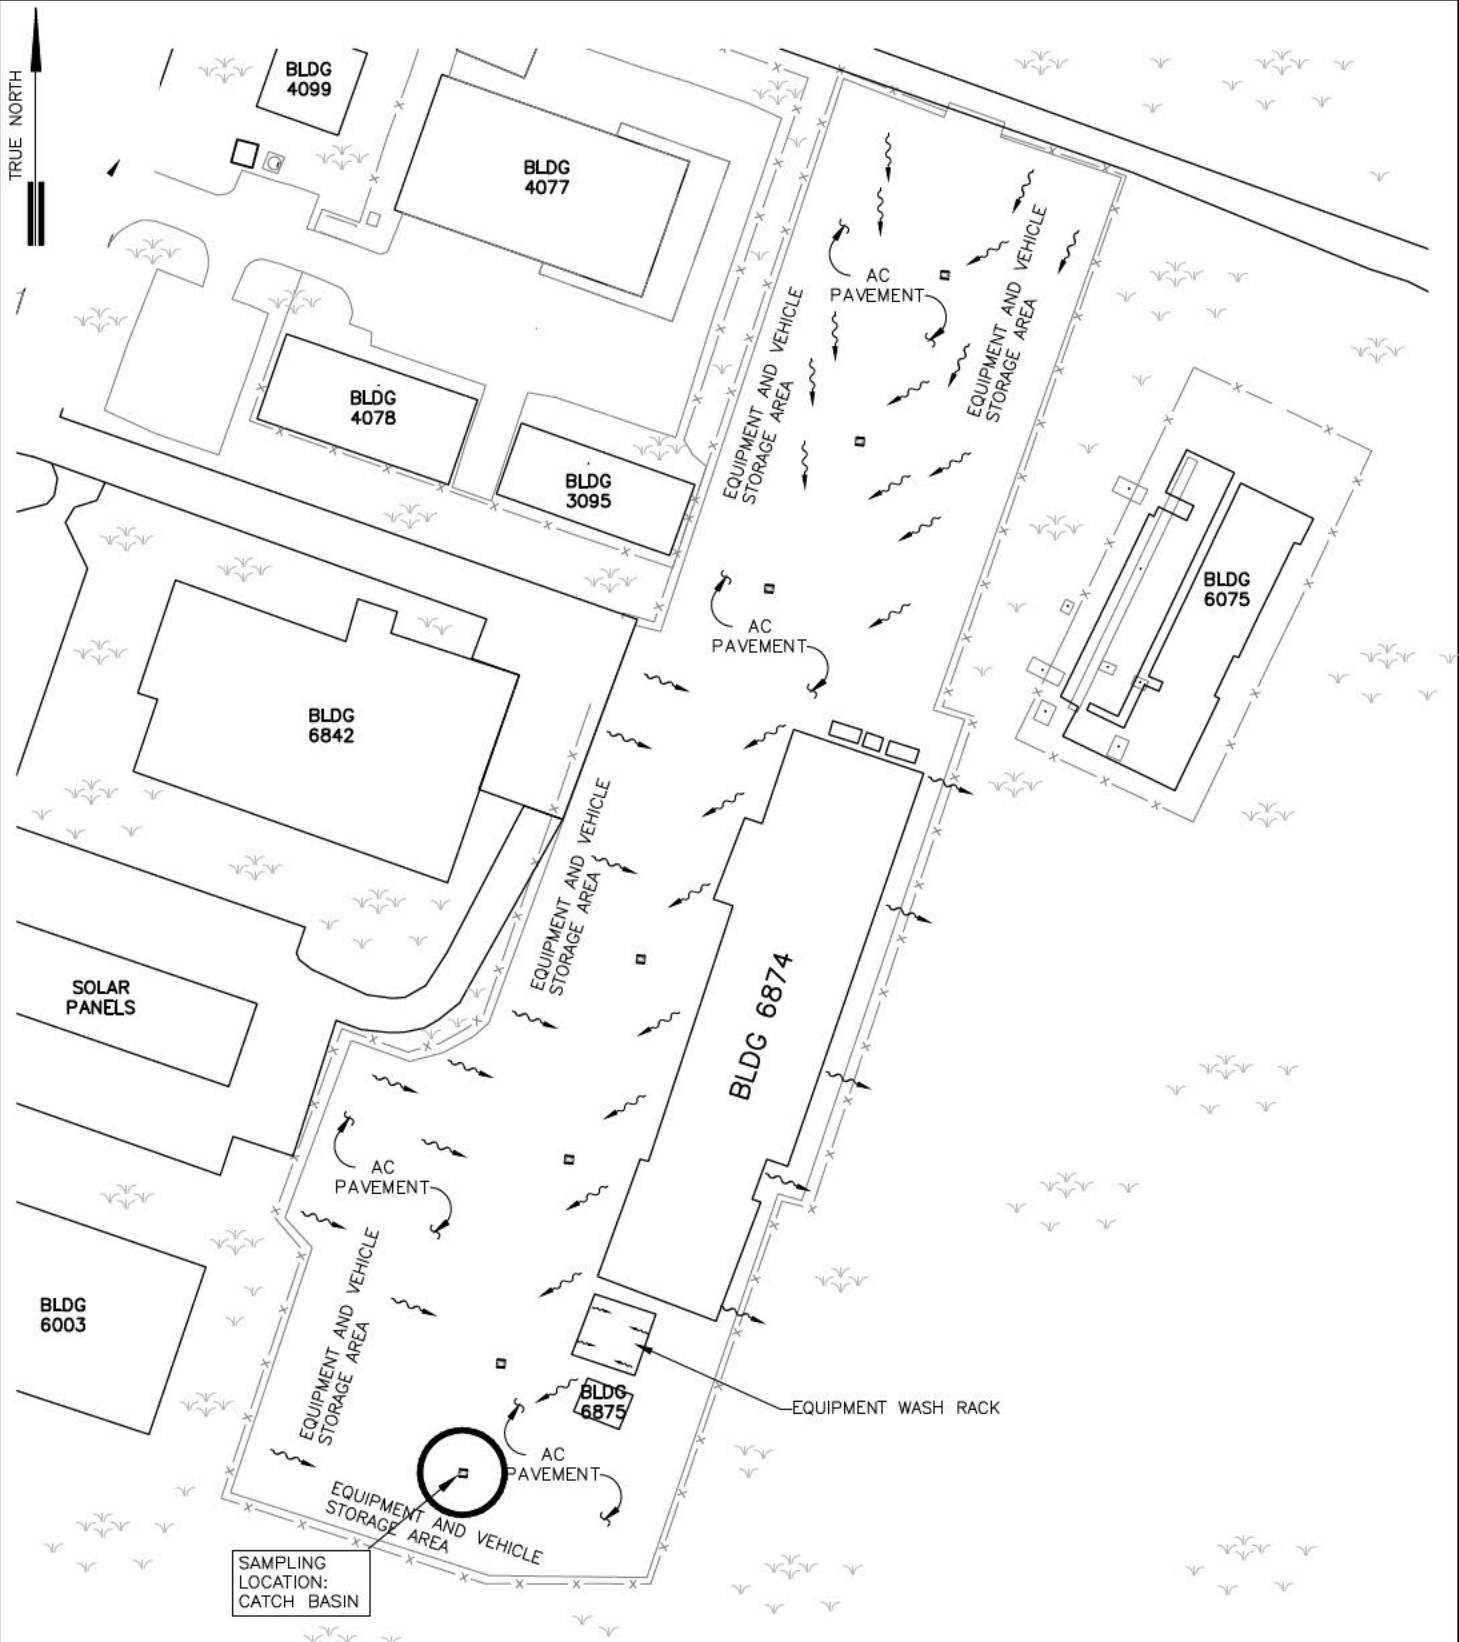 TRUE NORTH
BLDG
4099
BLDG
4077
AC
PAVEMENT
EQUIPMENT AND VEHICLE
STORAGE AREA
EQUIPMENT AND VEHICLE
STORAGE AREA
BLDG
4078
BLDG
3095
BLDG
6075
AC
PAVEMENT
BLDG
6842
EQUIPMENT AND VEHICLE
STORAGE AREA
SOLAR
PANELS
BLDG 6874
AC
PAVEMENT
EQUIPMENT AND VEHICLE
STORAGE AREA
BLDG
6003
BLDG
6875
EQUIPMENT WASH RACK
AC
PAVEMENT
EQUIPMENT AND VEHICLE
STORAGE AREA
SAMPLING
LOCATION:
CATCH BASIN